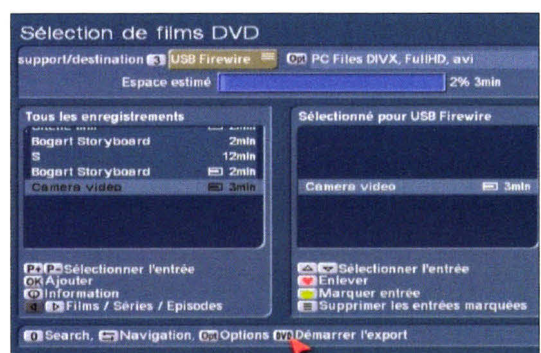 Sélection de films DVD
support/destination 3 USB Firewire Opt PC Files DIVX, FullHD, avi
Espace estimé 2% 3min
Tous les enregistrements
Bogart Storyboard 2min
S 12min
Bogart Storyboard 2min
Camera video 3min
P+ P- Sélectionner l'entrée
OK Ajouter
Information
Films / Séries / Episodes
Sélectionné pour USB Firewire
Camera video 3min
Sélectionner l'entrée
Enlever
Marquer entrée
Supprimer les entrées marquées
0 Search, Navigation, Opt Options DVD Démarrer l'export